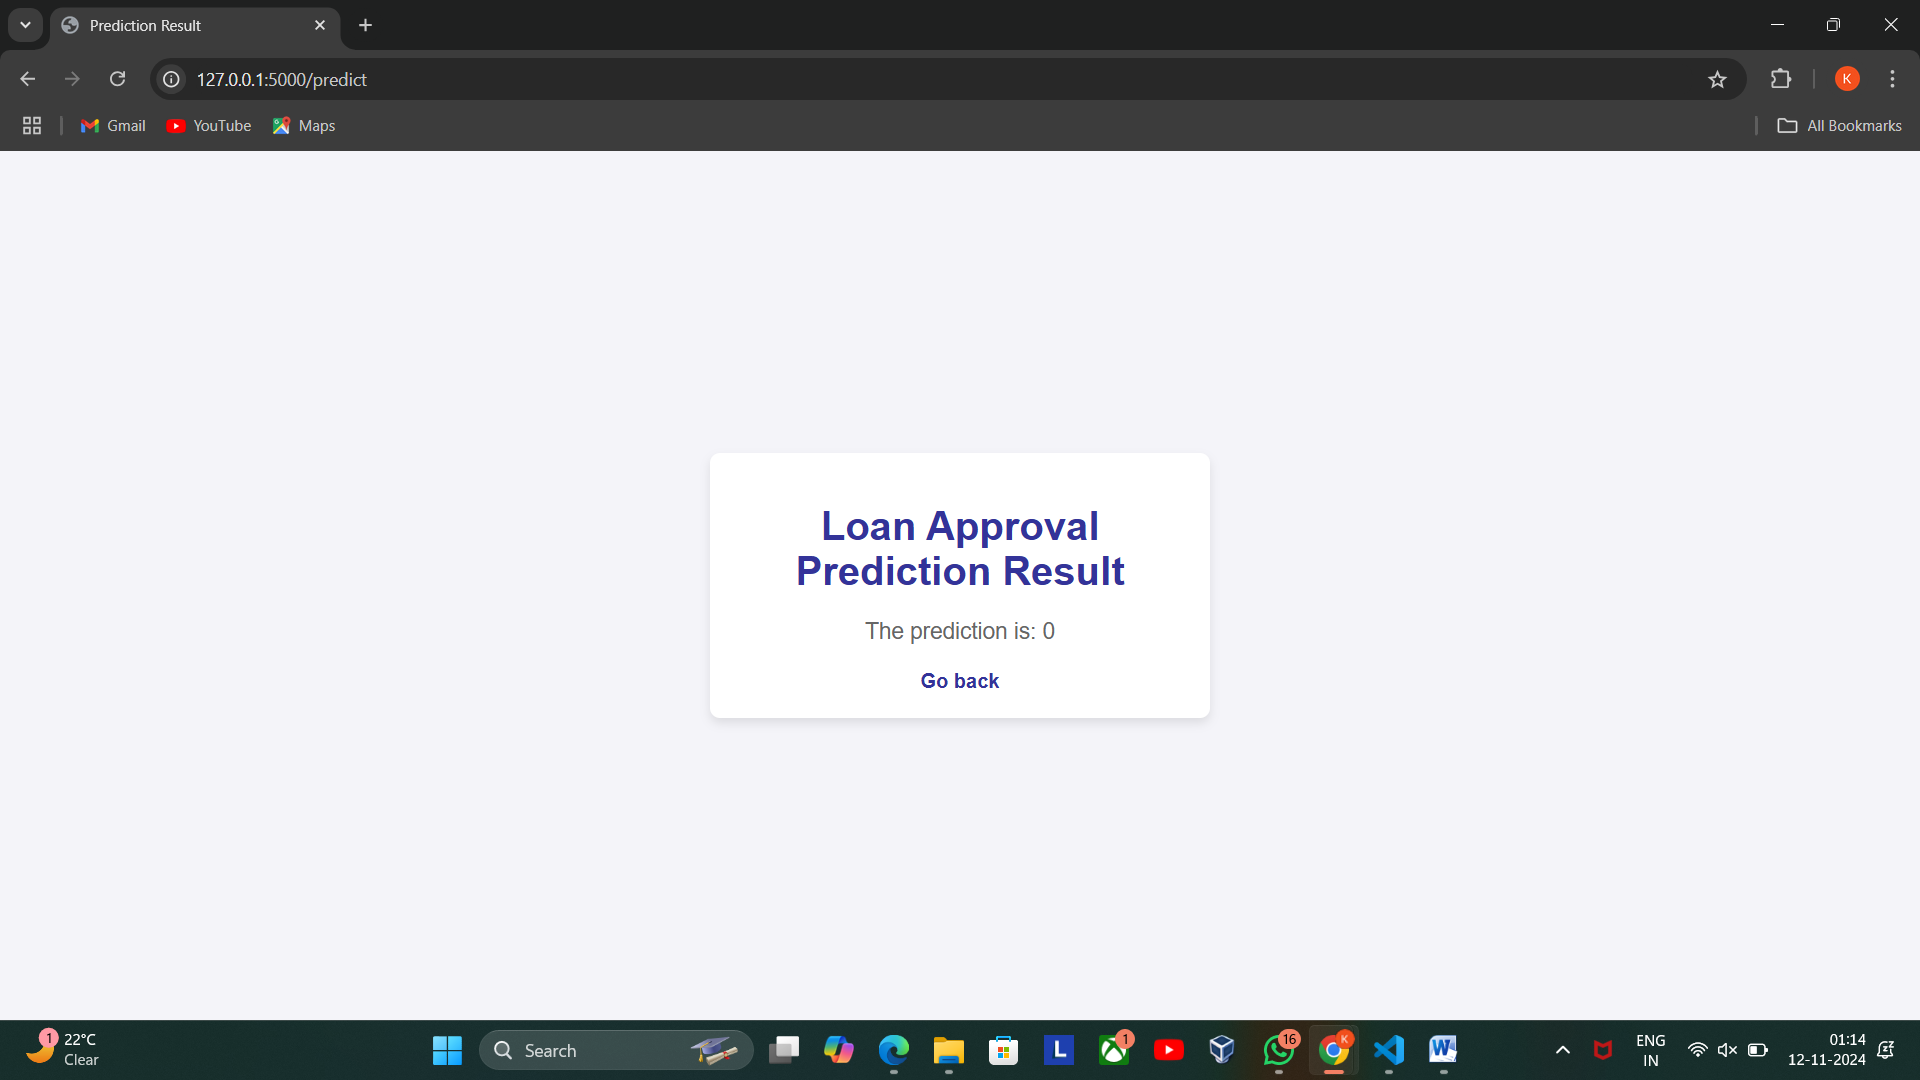 Prediction Result
127.0.0.1:5000/predict
K
Gmail
YouTube
Maps
All Bookmarks
Loan Approval
Prediction Result
The prediction is: 0
Go back
1
22°C
Clear
Search
L
1
16
K
W
ENG
IN
01:14
12-11-2024